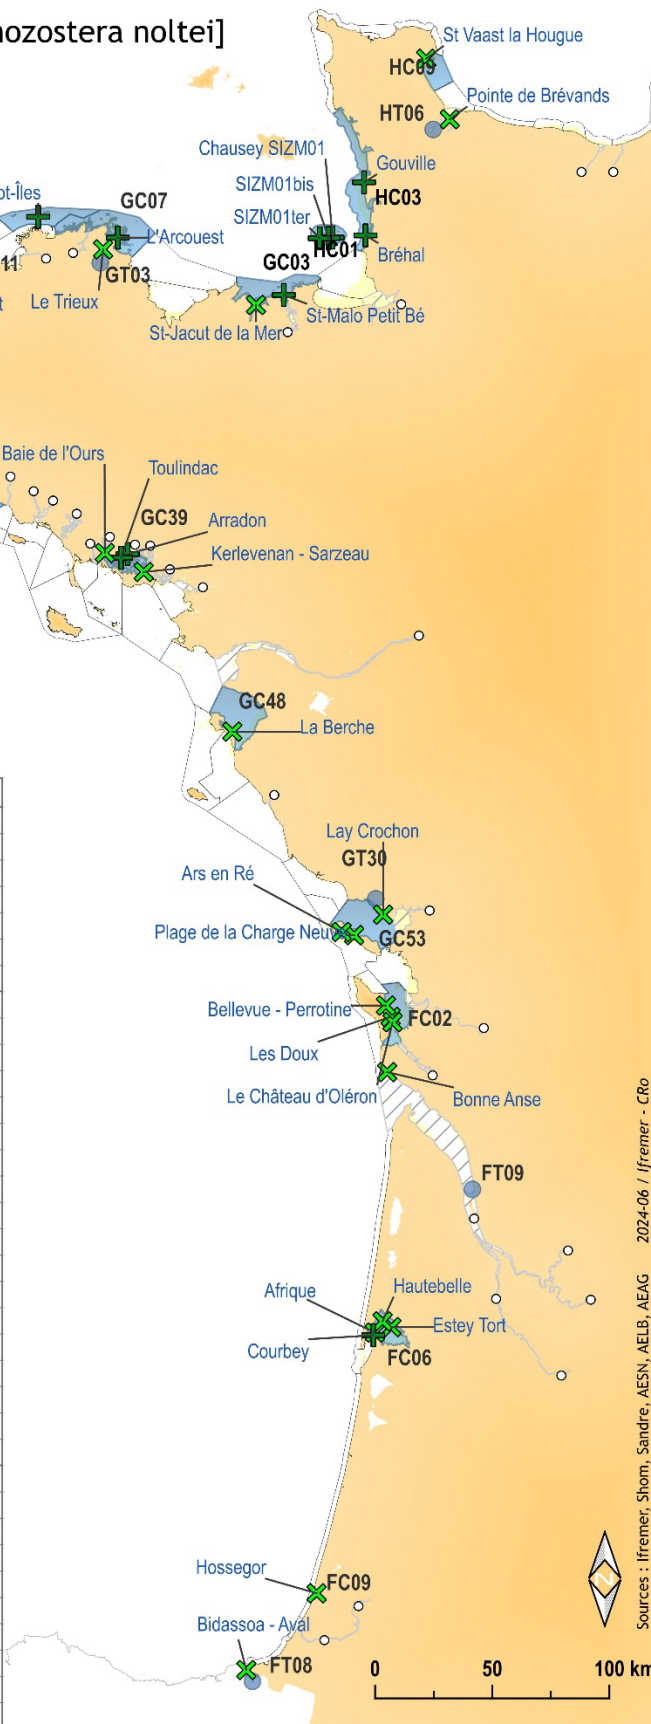 nozostera noltei]
St Vaast la Hougue
HC09
Pointe de Brévands
HT06
Chausey SIZM01
Gouville
SIZM01bis
HC03
ot-Îles
GC07
SIZM01ter
L'Arcouest
HC01
Bréhal
GC03
11
GT03
t
Le Trieux
St-Malo Petit Bé
St-Jacut de la Mer
Baie de l'Ours
Toulindac
GC39
Arradon
Kerlevenan - Sarzeau
GC48
La Berche
Lay Crochon
GT30
Ars en Ré
Plage de la Charge Neuve
GC53
Bellevue - Perrotine
FC02
Les Doux
Le Château d'Oléron
Bonne Anse
FT09
Hautebelle
Afrique
Estey Tort
Courbey
FC06
Hossegor
FC09
Bidassoa - Aval
FT08
N
0 50 100 km
Sources : Ifremer, Shom, Sandre, AESN, AELB, AEAG 2024-06 / Ifremer - CRo